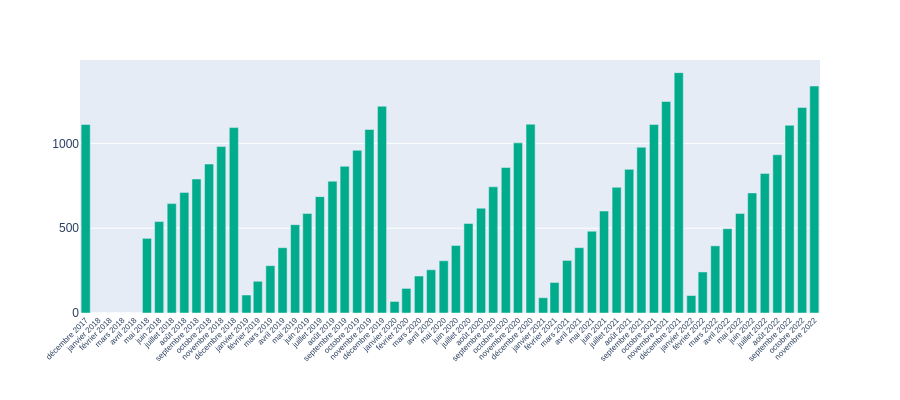 1000
500
0
décembre 2017
janvier 2018
février 2018
mars 2018
avril 2018
mai 2018
juin 2018
juillet 2018
août 2018
septembre 2018
octobre 2018
novembre 2018
décembre 2018
janvier 2019
février 2019
mars 2019
avril 2019
mai 2019
juin 2019
juillet 2019
août 2019
septembre 2019
octobre 2019
novembre 2019
décembre 2019
janvier 2020
février 2020
mars 2020
avril 2020
mai 2020
juin 2020
juillet 2020
août 2020
septembre 2020
octobre 2020
novembre 2020
décembre 2020
janvier 2021
février 2021
mars 2021
avril 2021
mai 2021
juin 2021
juillet 2021
août 2021
septembre 2021
octobre 2021
novembre 2021
décembre 2021
janvier 2022
février 2022
mars 2022
avril 2022
mai 2022
juin 2022
juillet 2022
août 2022
septembre 2022
octobre 2022
novembre 2022